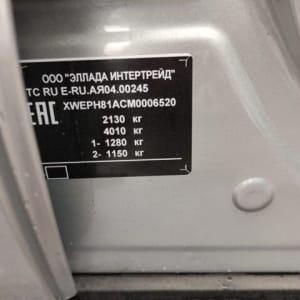 ООО "ЭЛЛАДА ИНТЕРТРЕЙД"
ТС RU E-RU.АЯ04.00245
EAC XWEPH81ACM0006520
2130 кг
4010 кг
1- 1280 кг
2- 1150 кг